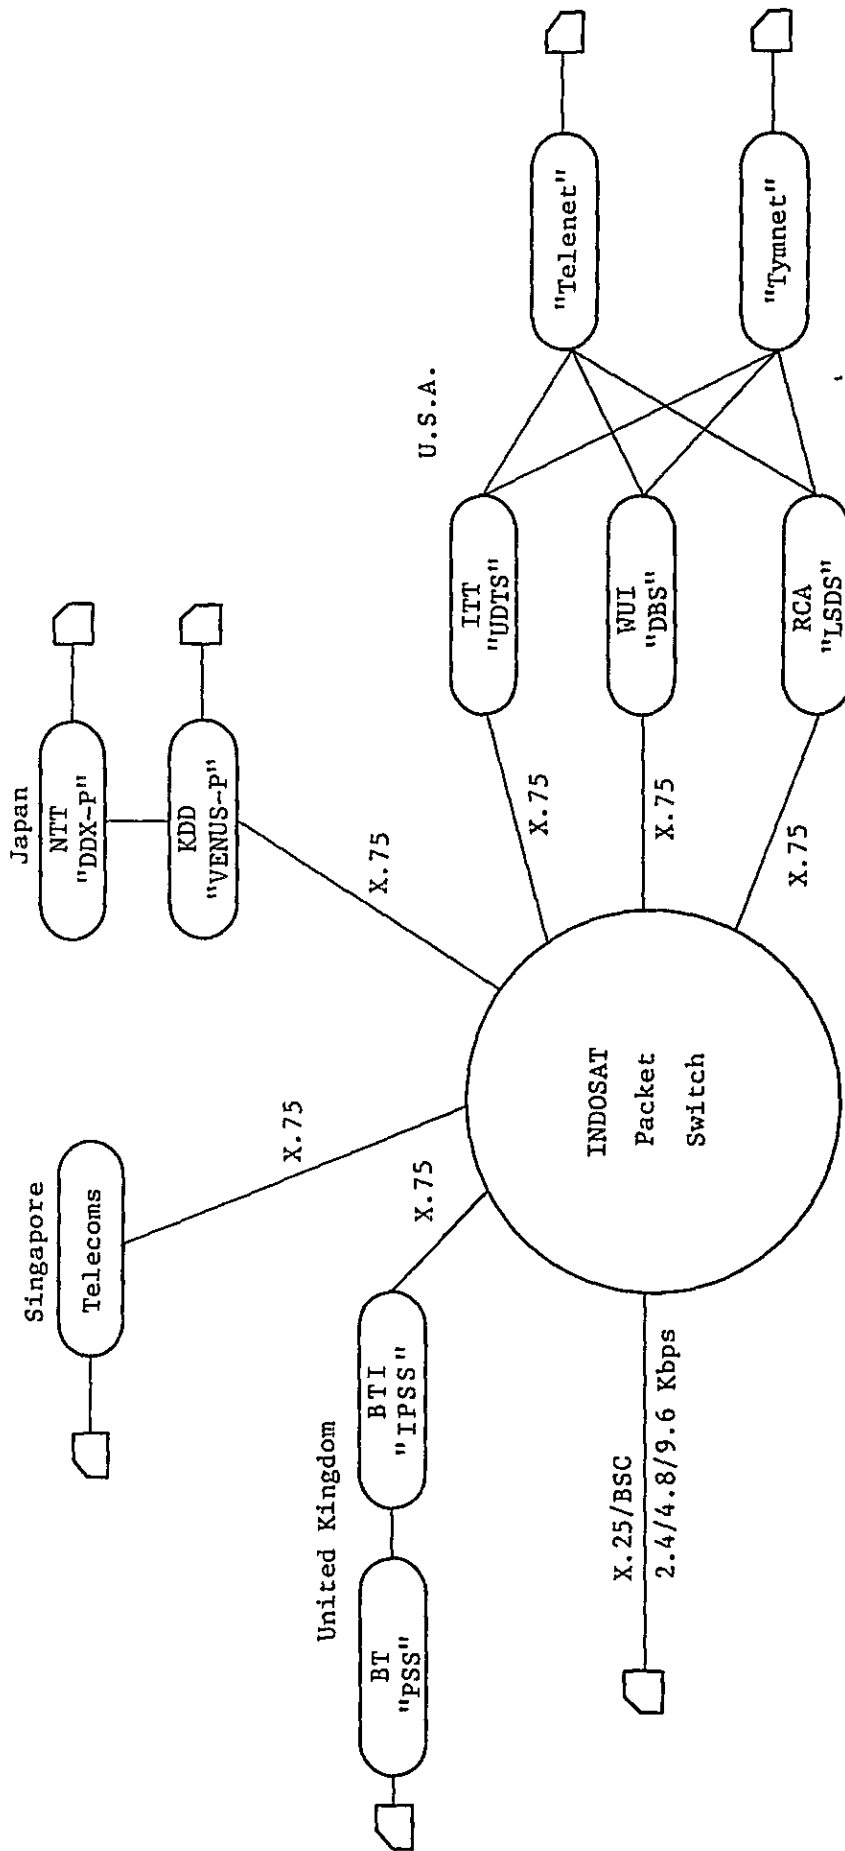 Japan
NTT
"DDX-P"
KDD
"VENUS-P"
X.75
Singapore
Telecoms
X.75
United Kingdom
BT
"PSS"
BTI
"IPSS"
X.75
INDOSAT
Packet
Switch
X.25/BSC
2.4/4.8/9.6 Kbps
U.S.A.
X.75
ITT
"UDTS"
X.75
WUI
"DBS"
X.75
RCA
"LSDS"
"Telenet"
"Tymnet"